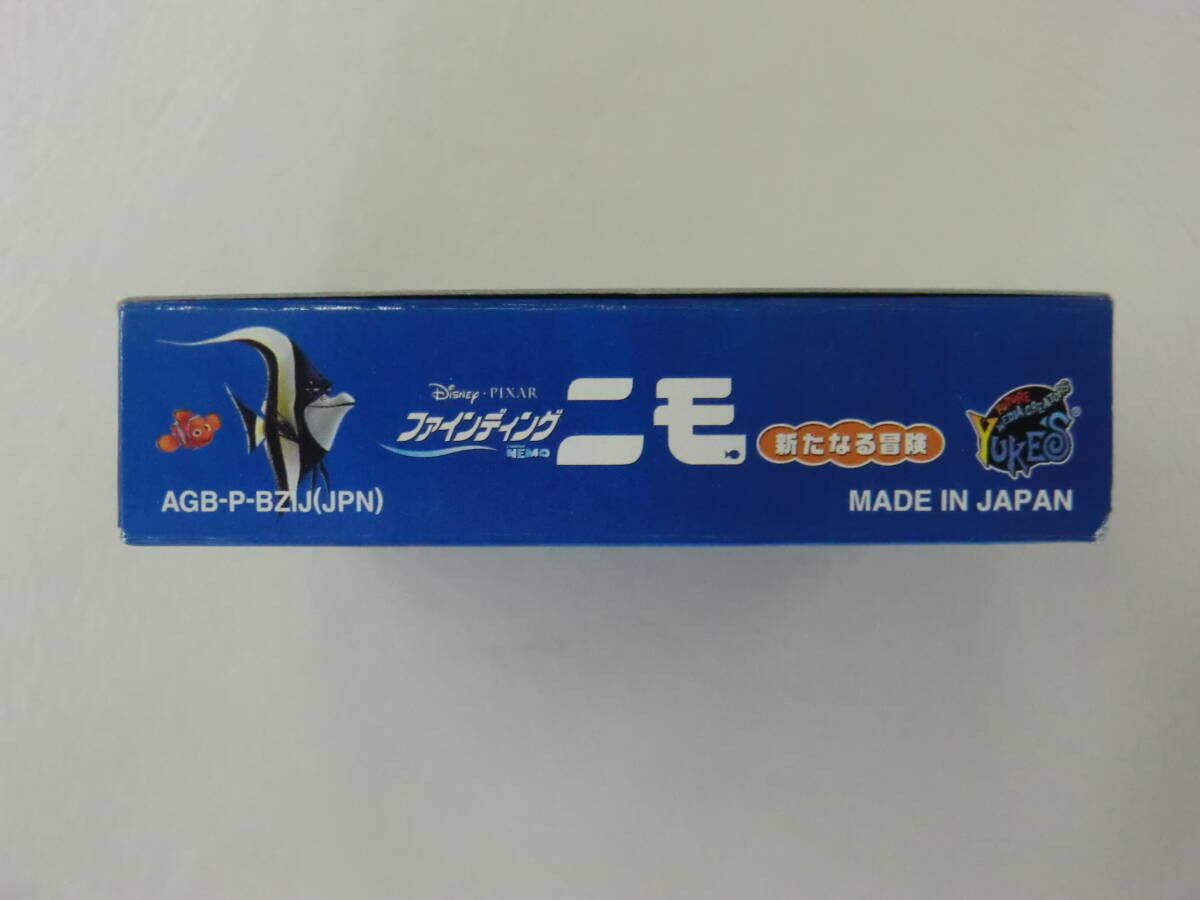 Disney · PIXAR
ファインディング ニモ
FINDING NEMO
新たなる冒険
FUTURE
MEDIA CREATORS
YUKE'S®
AGB-P-BZIJ(JPN)
MADE IN JAPAN